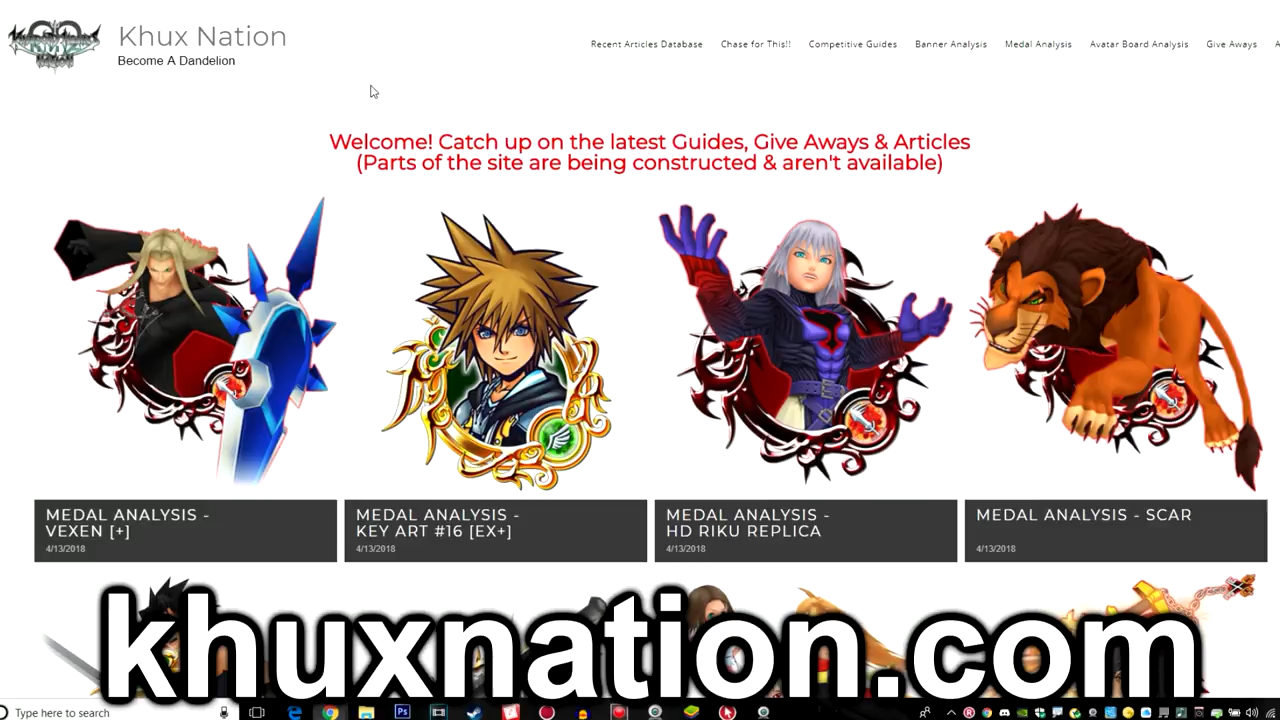 Khux Nation
Become A Dandelion
Recent Articles Database Chase for This!! Competitive Guides Banner Analysis Medal Analysis Avatar Board Analysis Give Aways
Welcome! Catch up on the latest Guides, Give Aways & Articles
(Parts of the site are being constructed & aren't available)
MEDAL ANALYSIS -
VEXEN [+]
4/13/2018
MEDAL ANALYSIS -
KEY ART #16 [EX+]
4/13/2018
MEDAL ANALYSIS -
HD RIKU REPLICA
4/13/2018
MEDAL ANALYSIS - SCAR
4/13/2018
khuxnation.com
Type here to search